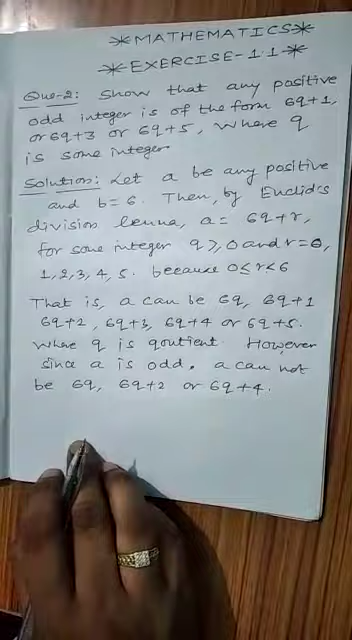 *MATHEMATICS*
*EXERCISE-1.1*
Que-2: Show that any positive
odd integer is of the form 6q+1,
or 6q+3 or 6q+5, where q
is some integer
Solution: Let a be any positive
and b=6. Then, by Euclid's
division lemma, a= 6q+r,
for some integer q≥0 and r=0,
1,2,3,4,5. because 0≤r<6
That is, a can be 6q, 6q+1
6q+2, 6q+3, 6q+4 or 6q+5.
Where q is qoutient. However
since a is odd. a can not
be 6q, 6q+2 or 6q+4.